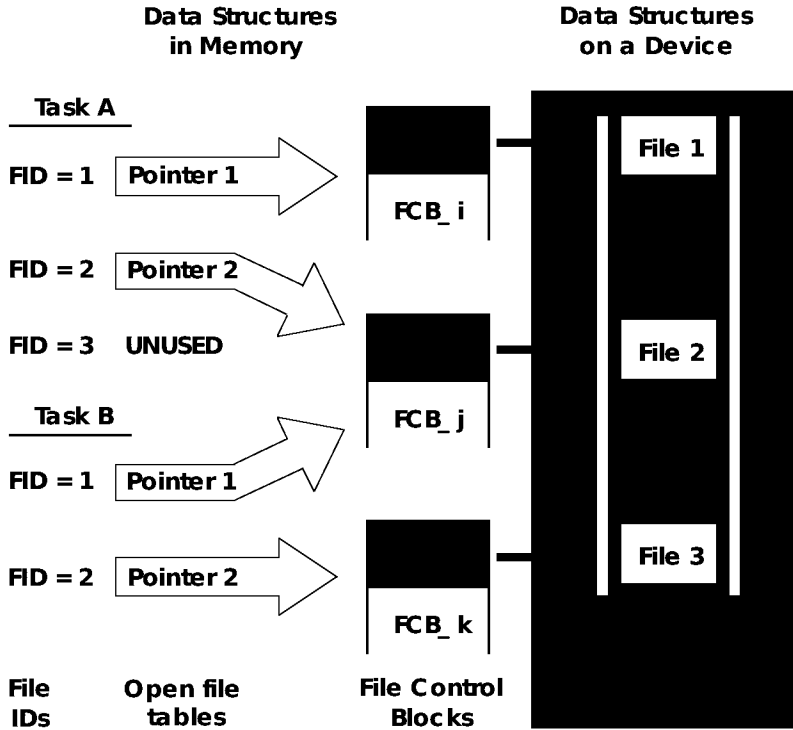 Data Structures
in Memory
Data Structures
on a Device
Task A
FID = 1 Pointer 1
FCB_ i
File 1
FID = 2 Pointer 2
FID = 3 UNUSED
FCB_ j
File 2
Task B
FID = 1 Pointer 1
FID = 2 Pointer 2
FCB_ k
File 3
File
IDs
Open file
tables
File Control
Blocks